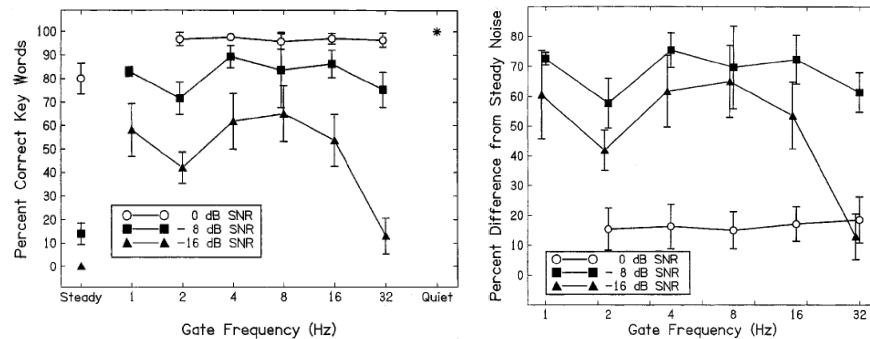 Percent Correct Key Words
100
90
80
70
60
50
40
30
20
10
0
0 dB SNR
- 8 dB SNR
-16 dB SNR
Steady 1 2 4 8 16 32 Quiet
Gate Frequency (Hz)
Percent Difference from Steady Noise
80
70
60
50
40
30
20
10
0
0 dB SNR
- 8 dB SNR
-16 dB SNR
1 2 4 8 16 32
Gate Frequency (Hz)